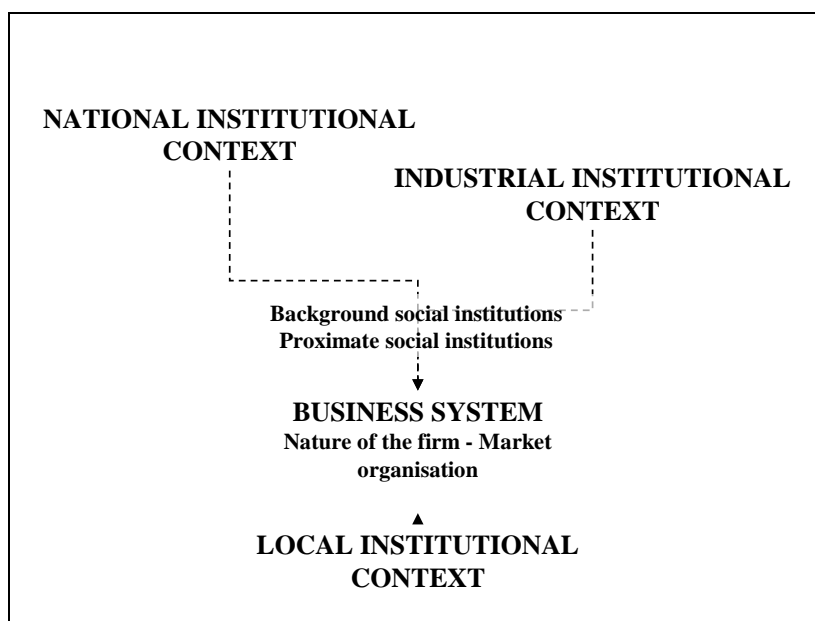 NATIONAL INSTITUTIONAL
CONTEXT
INDUSTRIAL INSTITUTIONAL
CONTEXT
Background social institutions
Proximate social institutions
BUSINESS SYSTEM
Nature of the firm - Market
organisation
LOCAL INSTITUTIONAL
CONTEXT